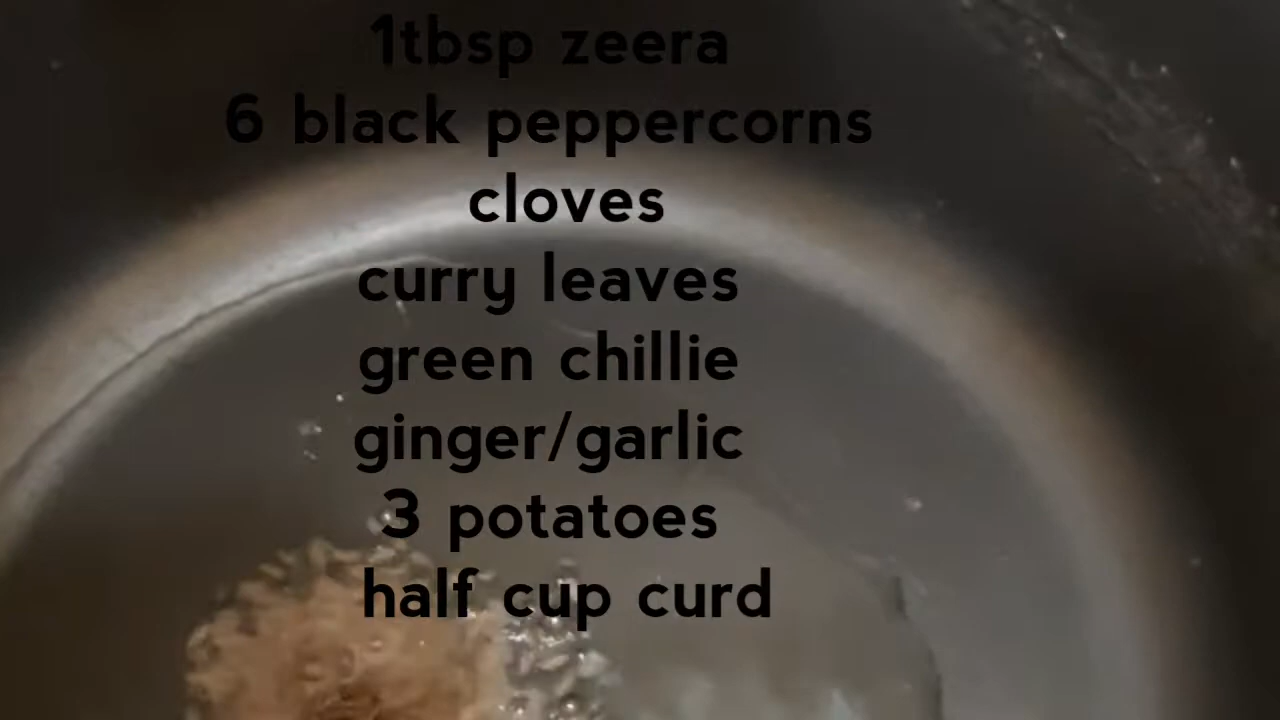 1tbsp zeera
6 black peppercorns
cloves
curry leaves
green chillie
ginger/garlic
3 potatoes
half cup curd